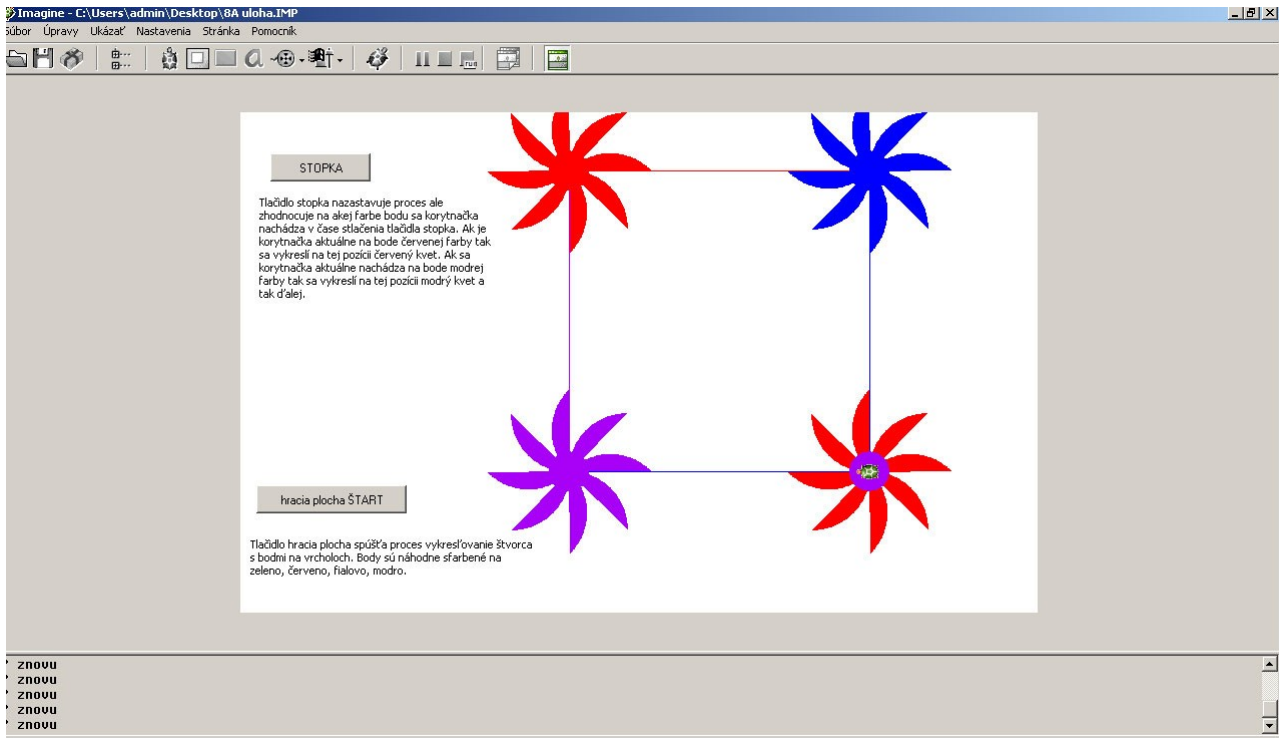 Imagine - C:\Users\admin\Desktop\8A uloha.IMP
Súbor Úpravy Ukázať Nastavenia Stránka Pomocník
STOPKA
Tlačidlo stopka nazastavuje proces ale
zhodnocuje na akej farbe bodu sa korytnačka
nachádza v čase stlačenia tlačidla stopka. Ak je
korytnačka aktuálne na bode červenej farby tak
sa vykreslí na tej pozícii červený kvet. Ak sa
korytnačka aktuálne nachádza na bode modrej
farby tak sa vykreslí na tej pozícii modrý kvet a
tak ďalej.
hracia plocha ŠTART
Tlačidlo hracia plocha spúšťa proces vykresľovanie štvorca
s bodmi na vrcholoch. Body sú náhodne sfarbené na
zeleno, červeno, fialovo, modro.
? znovu
? znovu
? znovu
? znovu
? znovu